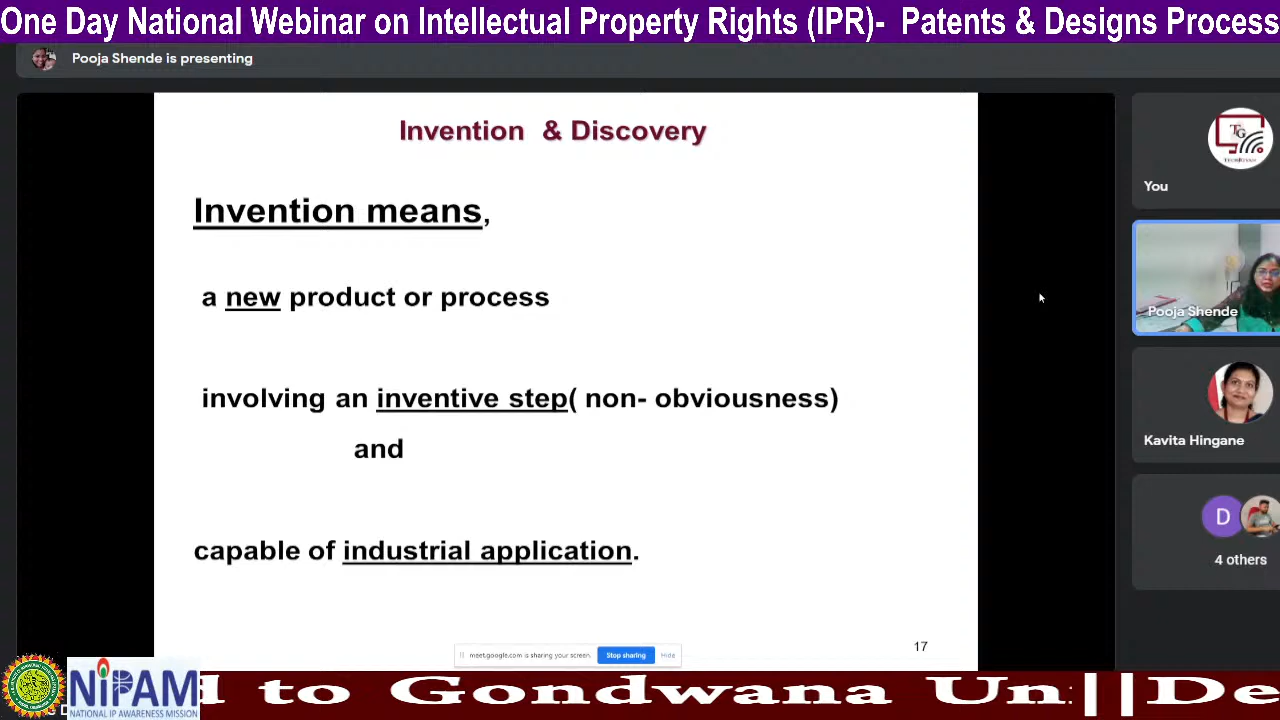 One Day National Webinar on Intellectual Property Rights (IPR)- Patents & Designs Process
Pooja Shende is presenting
Invention & Discovery
Invention means,
a new product or process
involving an inventive step( non- obviousness)
and
capable of industrial application.
17
meet.google.com is sharing your screen.
Stop sharing
Hide
TG
You
Pooja Shende
Kavita Hingane
D
4 others
NIPAM
NATIONAL IP AWARENESS MISSION
d to Gondwana Un||De